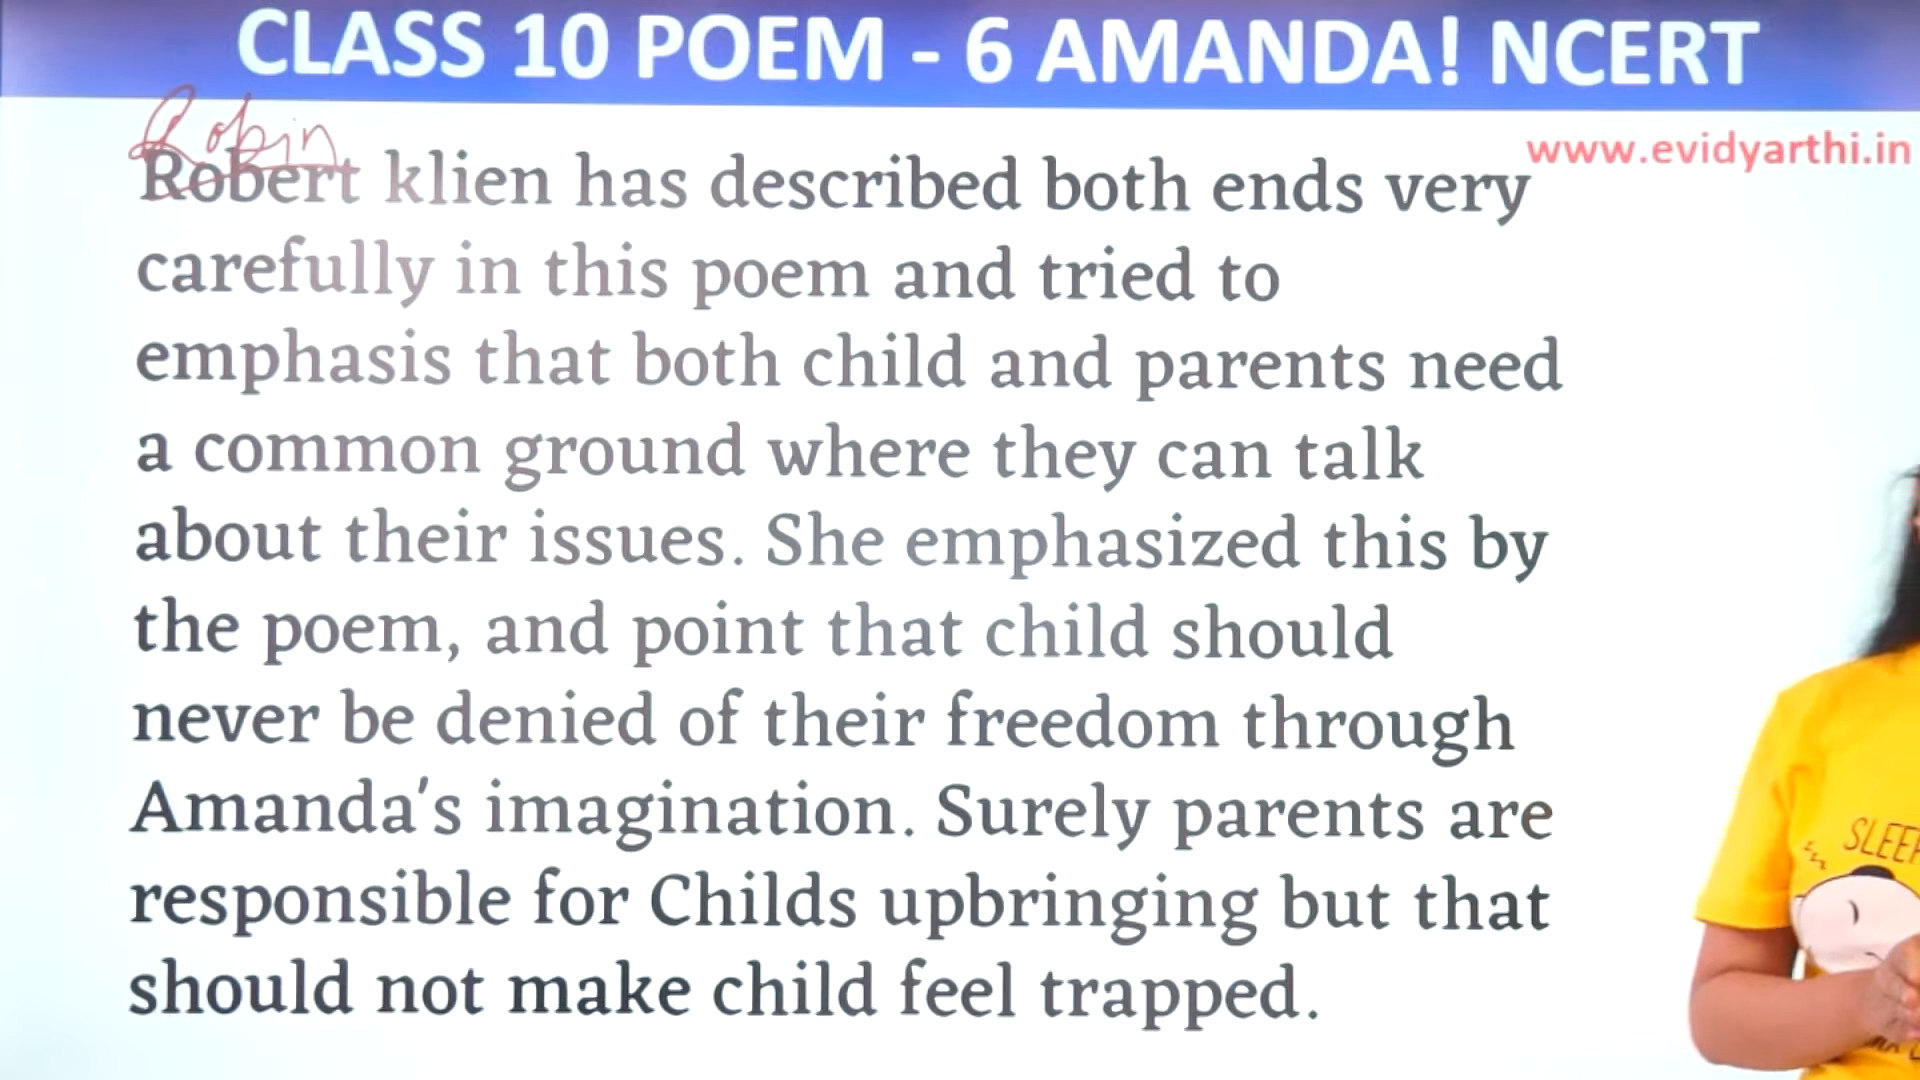 CLASS 10 POEM - 6 AMANDA! NCERT
Robin
www.evidyarthi.in
Robert klien has described both ends very
carefully in this poem and tried to
emphasis that both child and parents need
a common ground where they can talk
about their issues. She emphasized this by
the poem, and point that child should
never be denied of their freedom through
Amanda's imagination. Surely parents are
responsible for Childs upbringing but that
should not make child feel trapped.